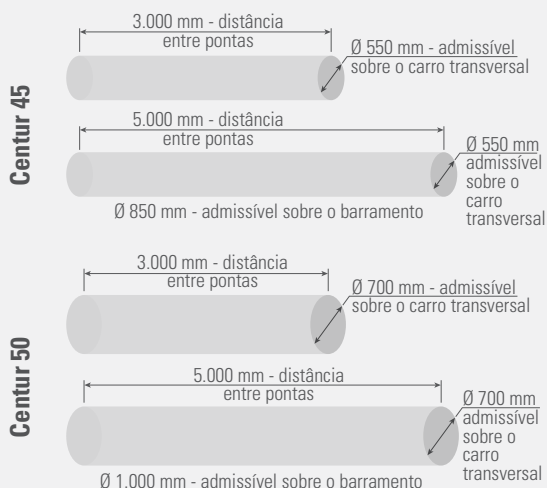 Centur 45
3.000 mm - distância
entre pontas
Ø 550 mm - admissível
sobre o carro transversal
5.000 mm - distância
entre pontas
Ø 550 mm
admissível
sobre o
carro
transversal
Ø 850 mm - admissível sobre o barramento
Centur 50
3.000 mm - distância
entre pontas
Ø 700 mm - admissível
sobre o carro transversal
5.000 mm - distância
entre pontas
Ø 700 mm
admissível
sobre o
carro
transversal
Ø 1.000 mm - admissível sobre o barramento